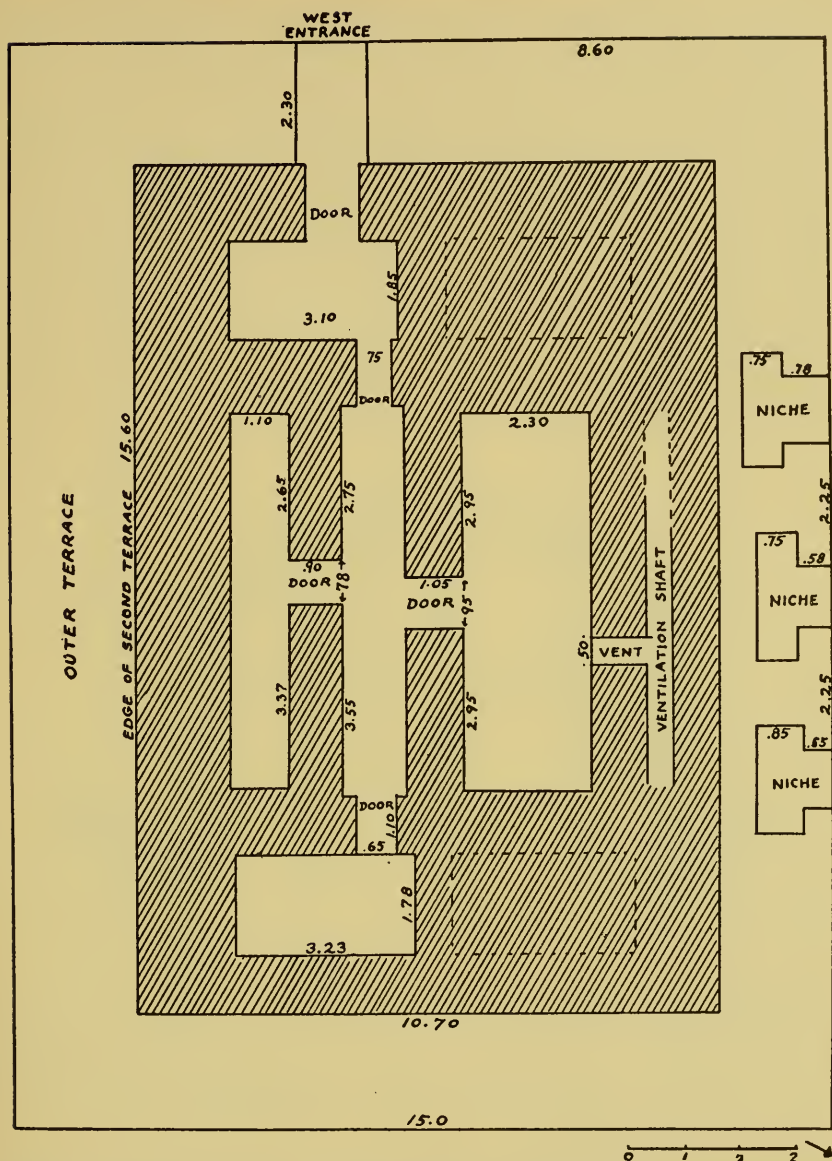 WEST
ENTRANCE
8.60
2.30
DOOR
1.85
3.10
75
DOOR
1.10
2.30
2.65
2.75
2.95
.90
DOOR
.78
1.05
DOOR
.95
.50
VENT
VENTILATION SHAFT
3.37
3.55
2.95
DOOR
1.10
.65
1.78
3.23
10.70
15.0
OUTER TERRACE
EDGE OF SECOND TERRACE 15.60
.75
.78
NICHE
2.25
.75
.58
NICHE
2.25
.85
NICHE
0 1 2